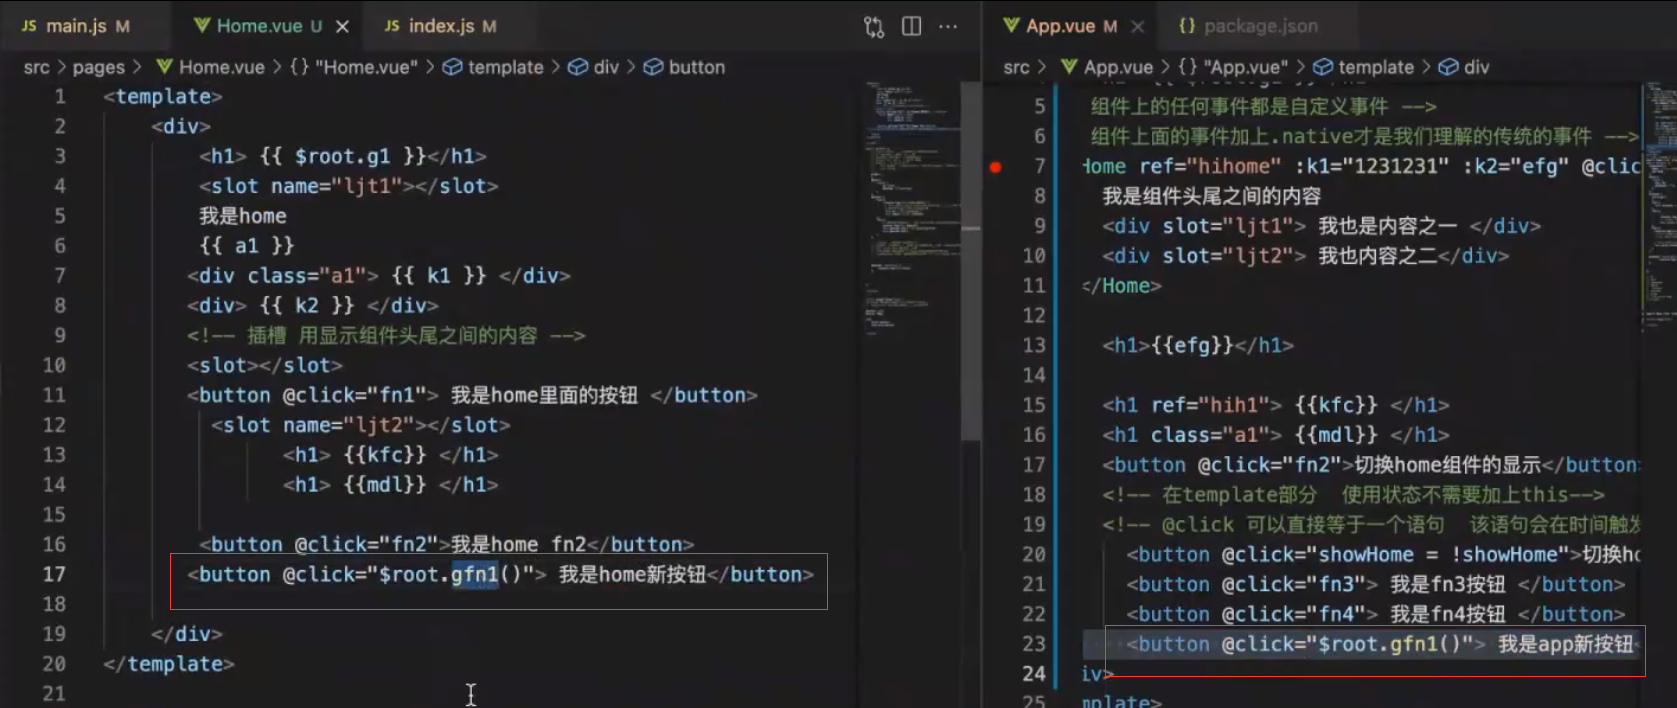 JS main.js M
Home.vue U
JS index.js M
src > pages > Home.vue > {} "Home.vue" > template > div > button
1 <template>
2 <div>
3 <h1> {{ $root.g1 }}</h1>
4 <slot name="ljt1"></slot>
5 我是home
6 {{ a1 }}
7 <div class="a1"> {{ k1 }} </div>
8 <div> {{ k2 }} </div>
9 <!-- 插槽 用显示组件头尾之间的内容 -->
10 <slot></slot>
11 <button @click="fn1"> 我是home里面的按钮 </button>
12 <slot name="ljt2"></slot>
13 <h1> {{kfc}} </h1>
14 <h1> {{mdl}} </h1>
15
16 <button @click="fn2">我是home fn2</button>
17 <button @click="$root.gfn1()"> 我是home新按钮</button>
18
19 </div>
20 </template>
21
App.vue M
{} package.json
src > App.vue > {} "App.vue" > template > div
5 组件上的任何事件都是自定义事件 -->
6 组件上面的事件加上.native才是我们理解的传统的事件 -->
7 Home ref="hihome" :k1="1231231" :k2="efg" @clic
8 我是组件头尾之间的内容
9 <div slot="ljt1"> 我也是内容之一 </div>
10 <div slot="ljt2"> 我也内容之二</div>
11 </Home>
12
13 <h1>{{efg}}</h1>
14
15 <h1 ref="hih1"> {{kfc}} </h1>
16 <h1 class="a1"> {{mdl}} </h1>
17 <button @click="fn2">切换home组件的显示</button>
18 <!-- 在template部分 使用状态不需要加上this-->
19 <!-- @click 可以直接等于一个语句 该语句会在时间触发
20 <button @click="showHome = !showHome">切换ho
21 <button @click="fn3"> 我是fn3按钮 </button>
22 <button @click="fn4"> 我是fn4按钮 </button>
23 <button @click="$root.gfn1()"> 我是app新按钮<
24 iv>
25 mplate>